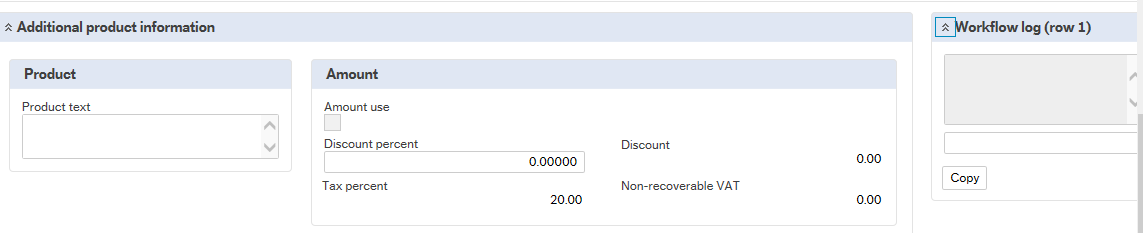 Additional product information
Workflow log (row 1)
Product
Amount
Product text
Amount use
Discount percent
Discount
0.00000
0.00
Tax percent
Non-recoverable VAT
20.00
0.00
Copy